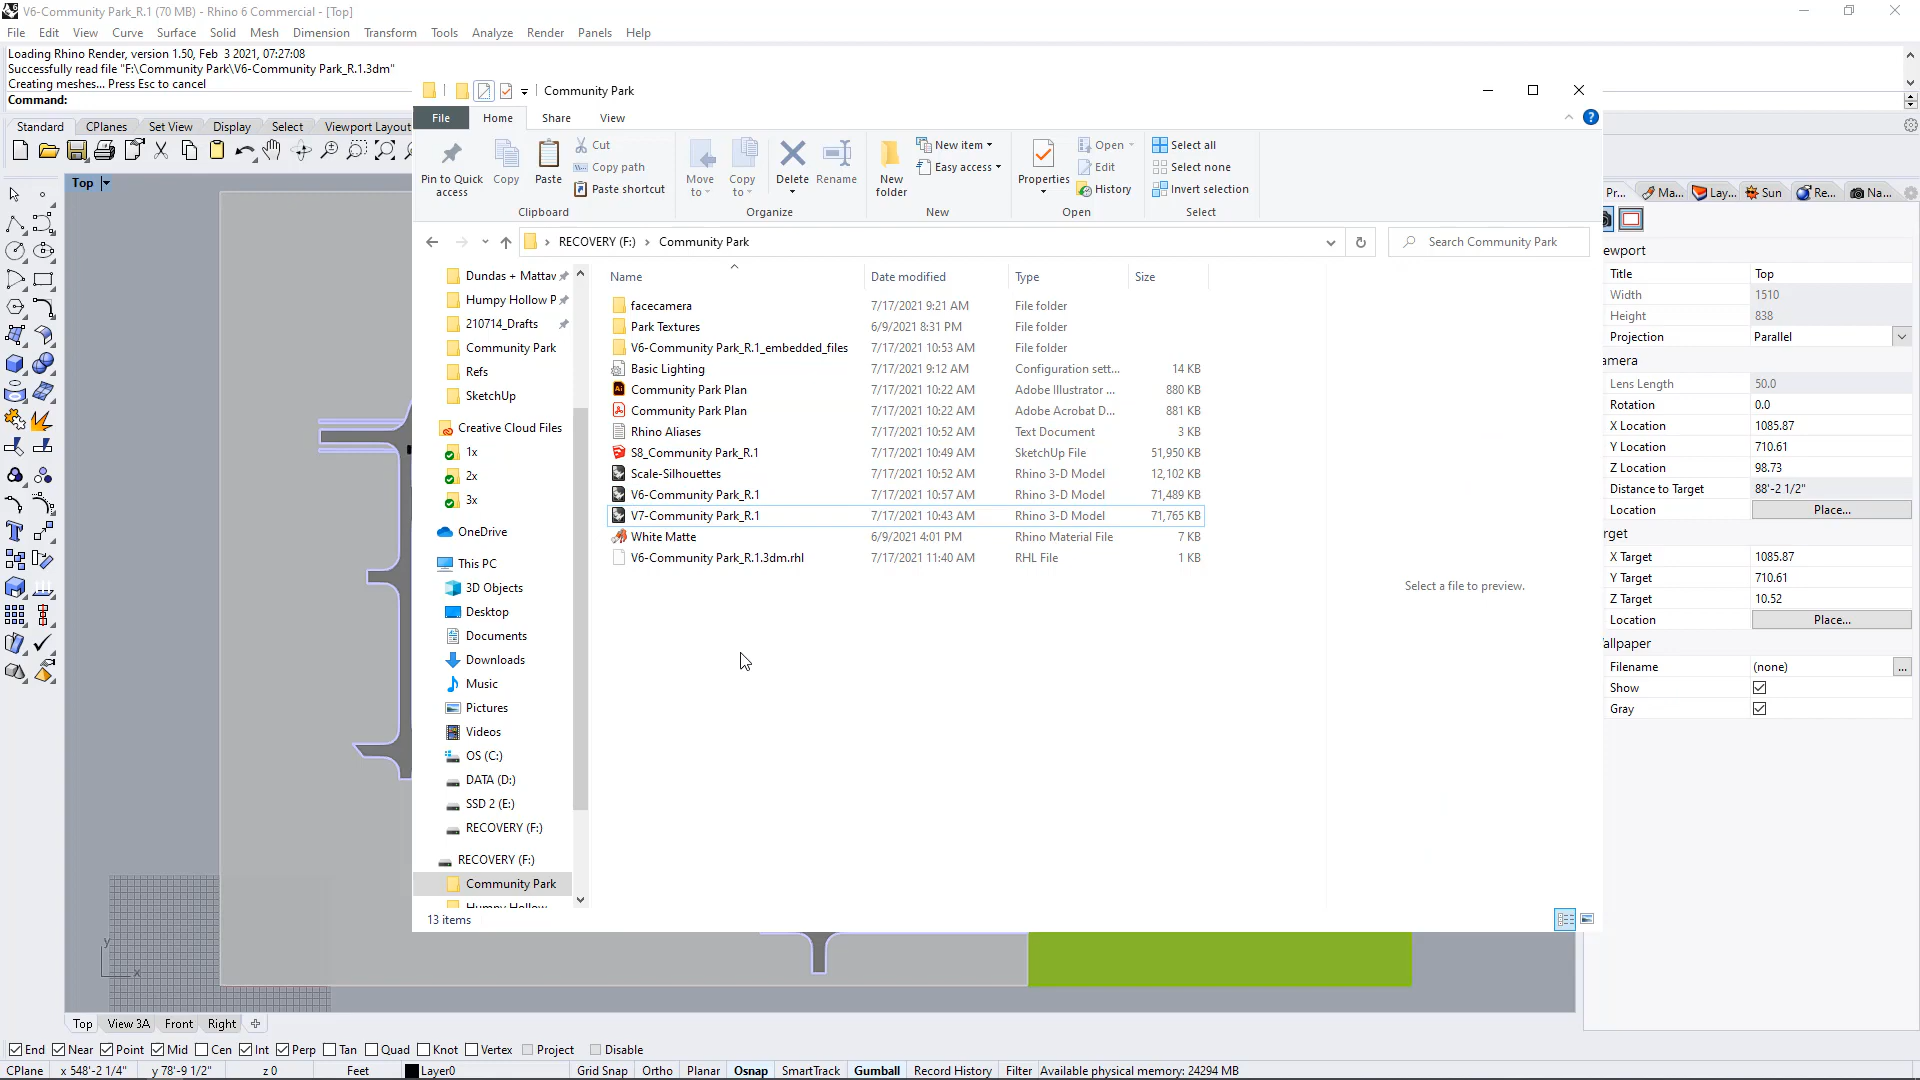 V6-Community Park_R.1 (70 MB) - Rhino 6 Commercial - [Top]
File Edit View Curve Surface Solid Mesh Dimension Transform Tools Analyze Render Panels Help
Loading Rhino Render, version 1.50, Feb 3 2021, 07:27:08
Successfully read file "F:\Community Park\V6-Community Park_R.1.3dm"
Creating meshes... Press Esc to cancel
Command:
Standard CPlanes Set View Display Select Viewport Layout
Top
Community Park
File Home Share View
Pin to Quick access
Copy
Paste
Cut
Copy path
Paste shortcut
Clipboard
Move to
Copy to
Delete
Rename
Organize
New folder
New item
Easy access
New
Properties
Open
Edit
History
Open
Select all
Select none
Invert selection
Select
RECOVERY (F:) Community Park
Search Community Park
Dundas + Mattav
Humpy Hollow P
210714_Drafts
Community Park
Refs
SketchUp
Creative Cloud Files
1x
2x
3x
OneDrive
This PC
3D Objects
Desktop
Documents
Downloads
Music
Pictures
Videos
OS (C:)
DATA (D:)
SSD 2 (E:)
RECOVERY (F:)
RECOVERY (F:)
Community Park
Humpy Hollow
13 items
Name Date modified Type Size
facecamera 7/17/2021 9:21 AM File folder
Park Textures 6/9/2021 8:31 PM File folder
V6-Community Park_R.1_embedded_files 7/17/2021 10:53 AM File folder
Basic Lighting 7/17/2021 9:12 AM Configuration sett... 14 KB
Community Park Plan 7/17/2021 10:22 AM Adobe Illustrator ... 880 KB
Community Park Plan 7/17/2021 10:22 AM Adobe Acrobat D... 881 KB
Rhino Aliases 7/17/2021 10:52 AM Text Document 3 KB
S8_Community Park_R.1 7/17/2021 10:49 AM SketchUp File 51,950 KB
Scale-Silhouettes 7/17/2021 10:52 AM Rhino 3-D Model 12,102 KB
V6-Community Park_R.1 7/17/2021 10:57 AM Rhino 3-D Model 71,489 KB
V7-Community Park_R.1 7/17/2021 10:43 AM Rhino 3-D Model 71,765 KB
White Matte 6/9/2021 4:01 PM Rhino Material File 7 KB
V6-Community Park_R.1.3dm.rhl 7/17/2021 11:40 AM RHL File 1 KB
Select a file to preview.
Pr... Ma... Lay... Sun Re... Na...
ewport
Title Top
Width 1510
Height 838
Projection Parallel
amera
Lens Length 50.0
Rotation 0.0
X Location 1085.87
Y Location 710.61
Z Location 98.73
Distance to Target 88'-2 1/2"
Location Place...
rget
X Target 1085.87
Y Target 710.61
Z Target 10.52
Location Place...
allpaper
Filename (none) ...
Show
Gray
y
x
Top View 3A Front Right
End Near Point Mid Cen Int Perp Tan Quad Knot Vertex Project Disable
CPlane x 548'-2 1/4" y 78'-9 1/2" z 0 Feet Layer0 Grid Snap Ortho Planar Osnap SmartTrack Gumball Record History Filter Available physical memory: 24294 MB